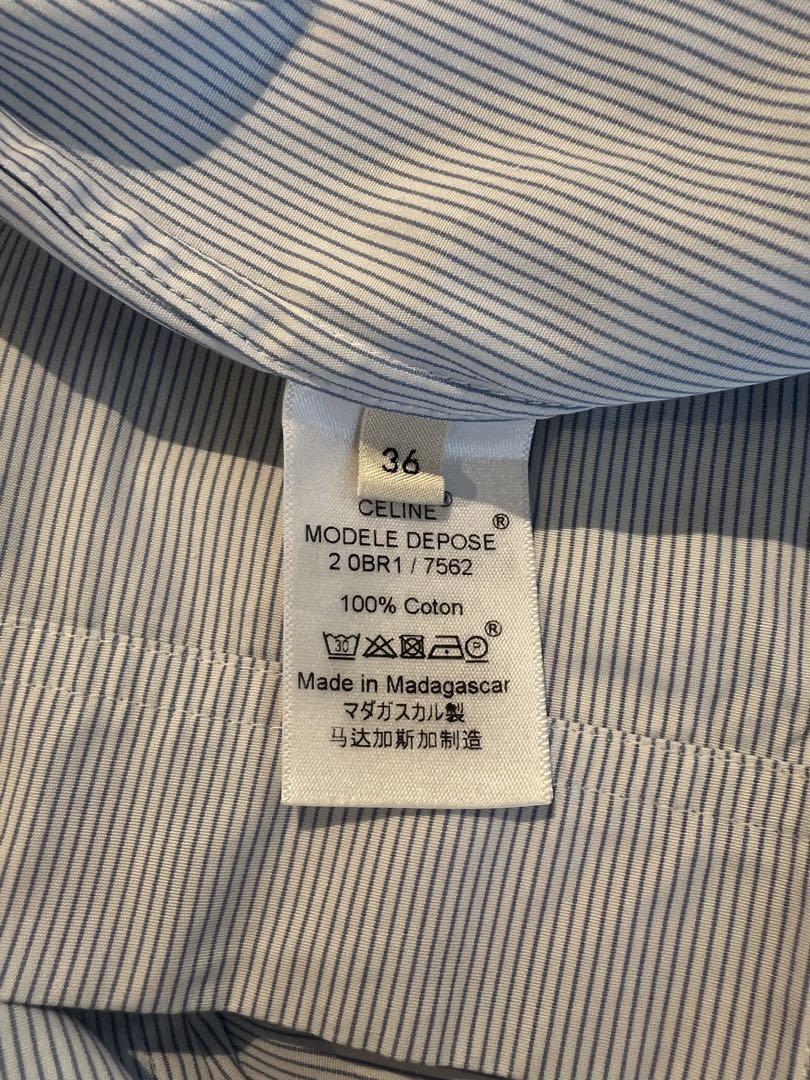 36
CELINE®
MODELE DEPOSE ®
2 0BR1 / 7562
100% Coton
30 P ®
Made in Madagascar
マダガスカル製
马达加斯加制造